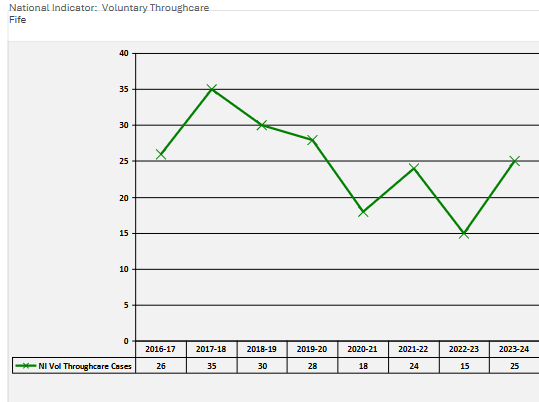 National Indicator: Voluntary Throughcare
Fife
40
35
30
25
20
15
10
5
0
2016-17 2017-18 2018-19 2019-20 2020-21 2021-22 2022-23 2023-24
NI Vol Throughcare Cases 26 35 30 28 18 24 15 25